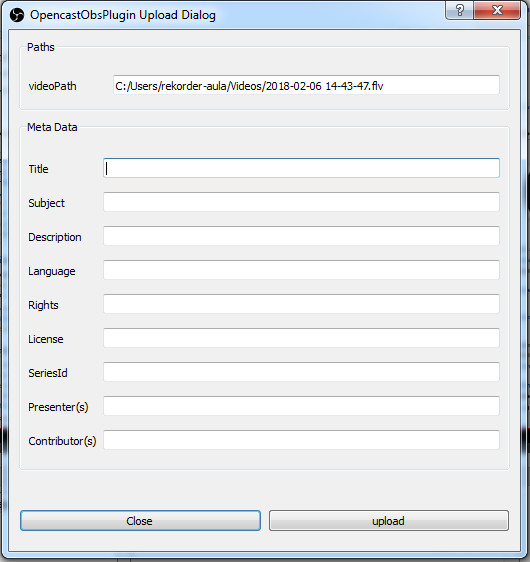 OpencastObsPlugin Upload Dialog
Paths
videoPath C:/Users/rekorder-aula/Videos/2018-02-06 14-43-47.flv
Meta Data
Title
Subject
Description
Language
Rights
License
SeriesId
Presenter(s)
Contributor(s)
Close upload